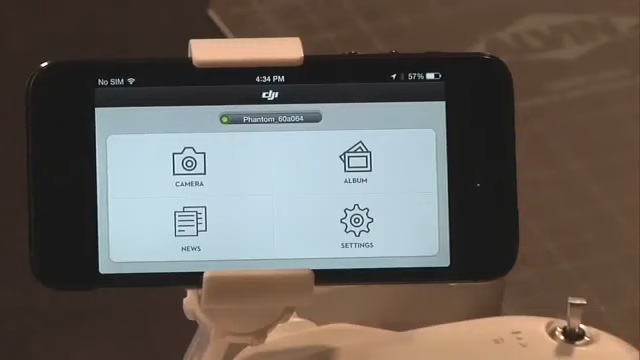 No SIM 4:34 PM 57%
dji
Phantom_60a064
CAMERA
ALBUM
NEWS
SETTINGS